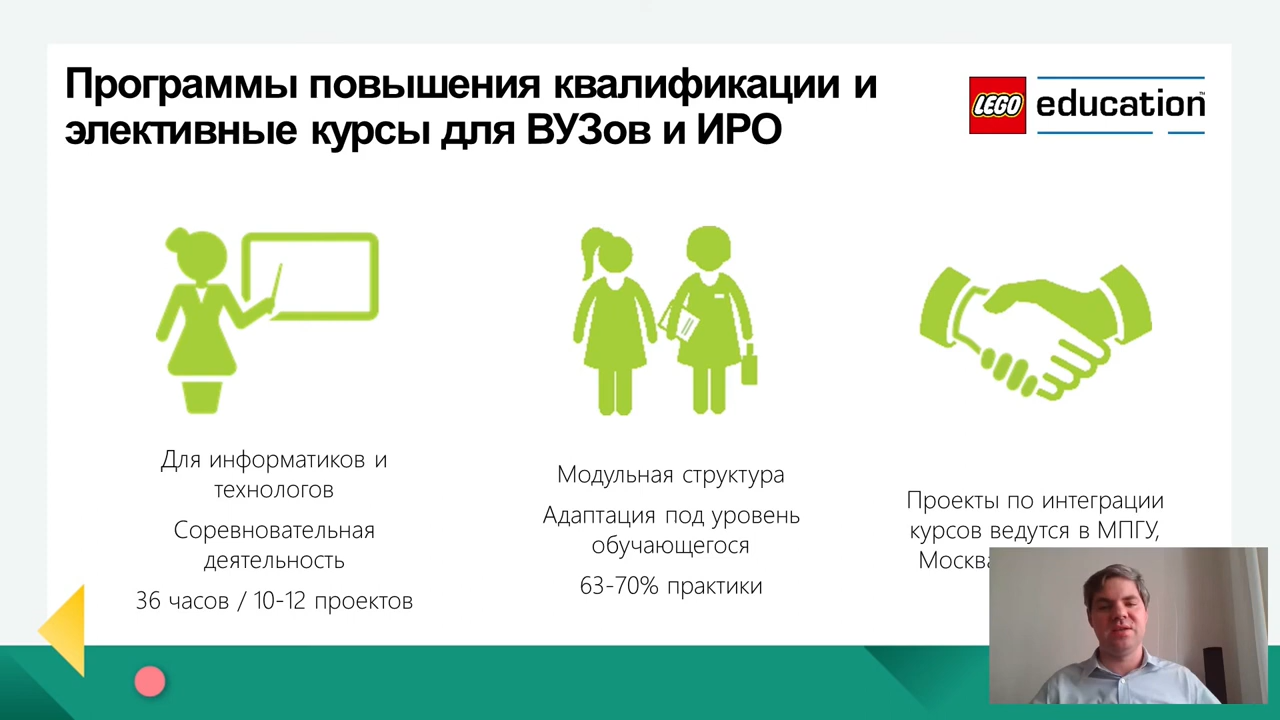 Программы повышения квалификации и
элективные курсы для ВУЗов и ИРО
LEGO education™
Для информатиков и
технологов
Соревновательная
деятельность
36 часов / 10-12 проектов
Модульная структура
Адаптация под уровень
обучающегося
63-70% практики
Проекты по интеграции
курсов ведутся в МПГУ,